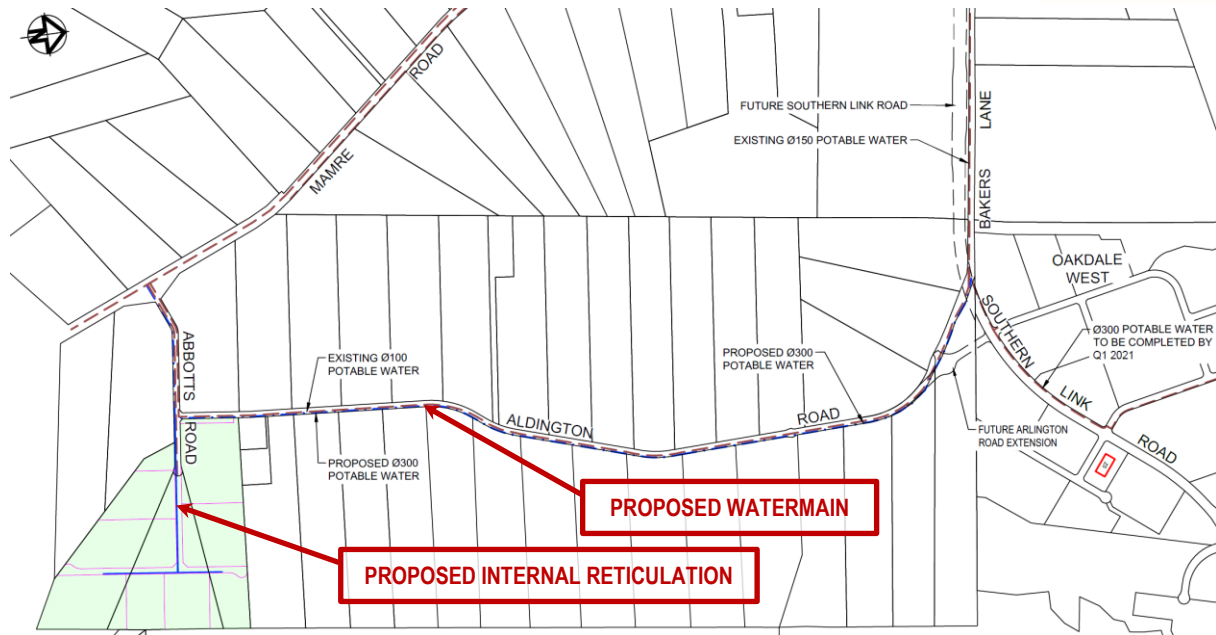 N
MAMRE
ROAD
FUTURE SOUTHERN LINK ROAD
EXISTING Ø150 POTABLE WATER
BAKERS
LANE
OAKDALE
WEST
SOUTHERN
LINK
ROAD
Ø300 POTABLE WATER
TO BE COMPLETED BY
Q1 2021
ABBOTTS
ROAD
EXISTING Ø100
POTABLE WATER
PROPOSED Ø300
POTABLE WATER
PROPOSED Ø300
POTABLE WATER
ALDINGTON
ROAD
FUTURE ARLINGTON
ROAD EXTENSION
PROPOSED WATERMAIN
PROPOSED INTERNAL RETICULATION